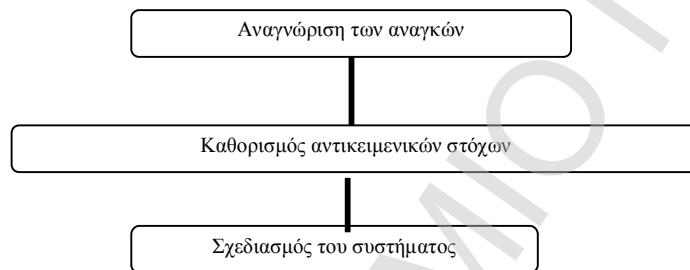 Αναγνώριση των αναγκών
Καθορισμός αντικειμενικών στόχων
Σχεδιασμός του συστήματος